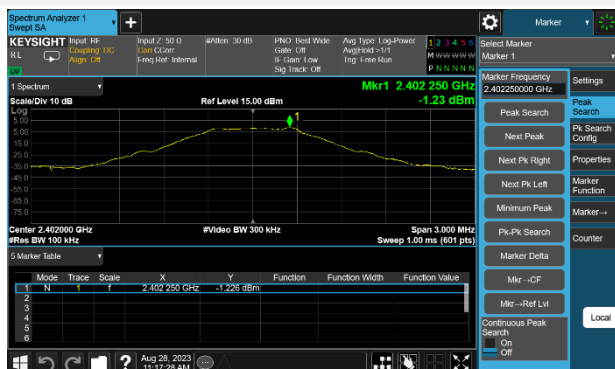 Spectrum Analyzer 1
Swept SA
Marker
KEYSIGHT Input: RF Input Z: 50 Ω #Atten: 30 dB PNO: Best Wide Avg Type: Log-Power 1 2 3 4 5 6
RL Coupling: DC Corr CCorr Gate: Off Avg|Hold:>1/1 M W W W W W
Align: Off Freq Ref: Internal IF Gain: Low Trig: Free Run
Sig Track: Off P N N N N N
Select Marker
Marker 1
1 Spectrum
Mkr1 2.402 250 GHz
Scale/Div 10 dB Ref Level 15.00 dBm -1.23 dBm
Log
5.00
-5.00
-15.0
-25.0
-35.0
-45.0
-55.0
-65.0
-75.0
1
Center 2.402000 GHz #Video BW 300 kHz Span 3.000 MHz
#Res BW 100 kHz Sweep 1.00 ms (601 pts)
5 Marker Table
Mode Trace Scale X Y Function Function Width Function Value
1 N 1 f 2.402 250 GHz -1.226 dBm
2
3
4
5
6
Marker Frequency
2.402250000 GHz
Peak Search
Next Peak
Next Pk Right
Next Pk Left
Minimum Peak
Pk-Pk Search
Marker Delta
Mkr→CF
Mkr→Ref Lvl
Continuous Peak
Search
On
Off
Settings
Peak
Search
Pk Search
Config
Properties
Marker
Function
Marker→
Counter
Local
Aug 28, 2023
11:17:28 AM